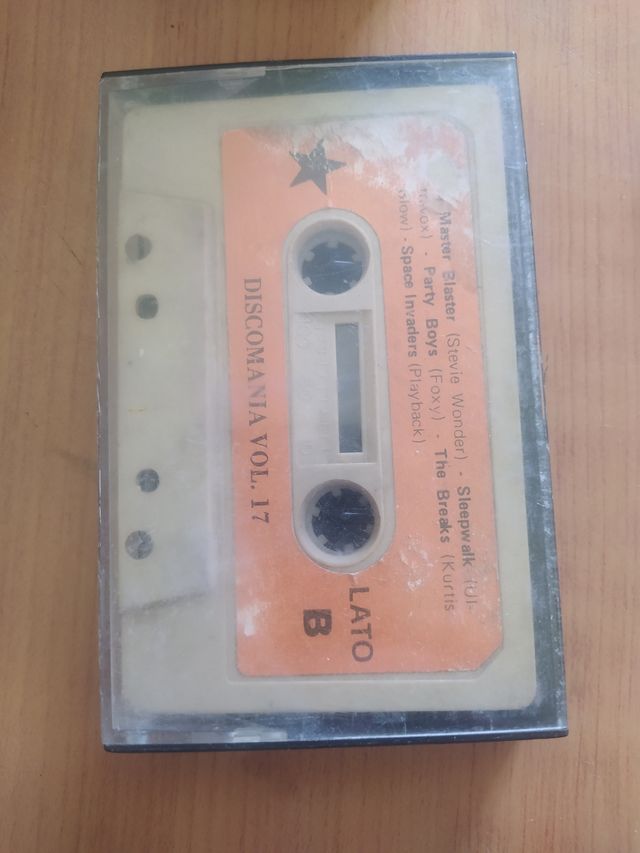 Master Blaster (Stevie Wonder) - Sleepwalk (Ul-
travox) - Party Boys (Foxy) - The Breaks (Kurtis
Blow) - Space Invaders (Playback)
LATO
B
DISCOMANIA VOL. 17